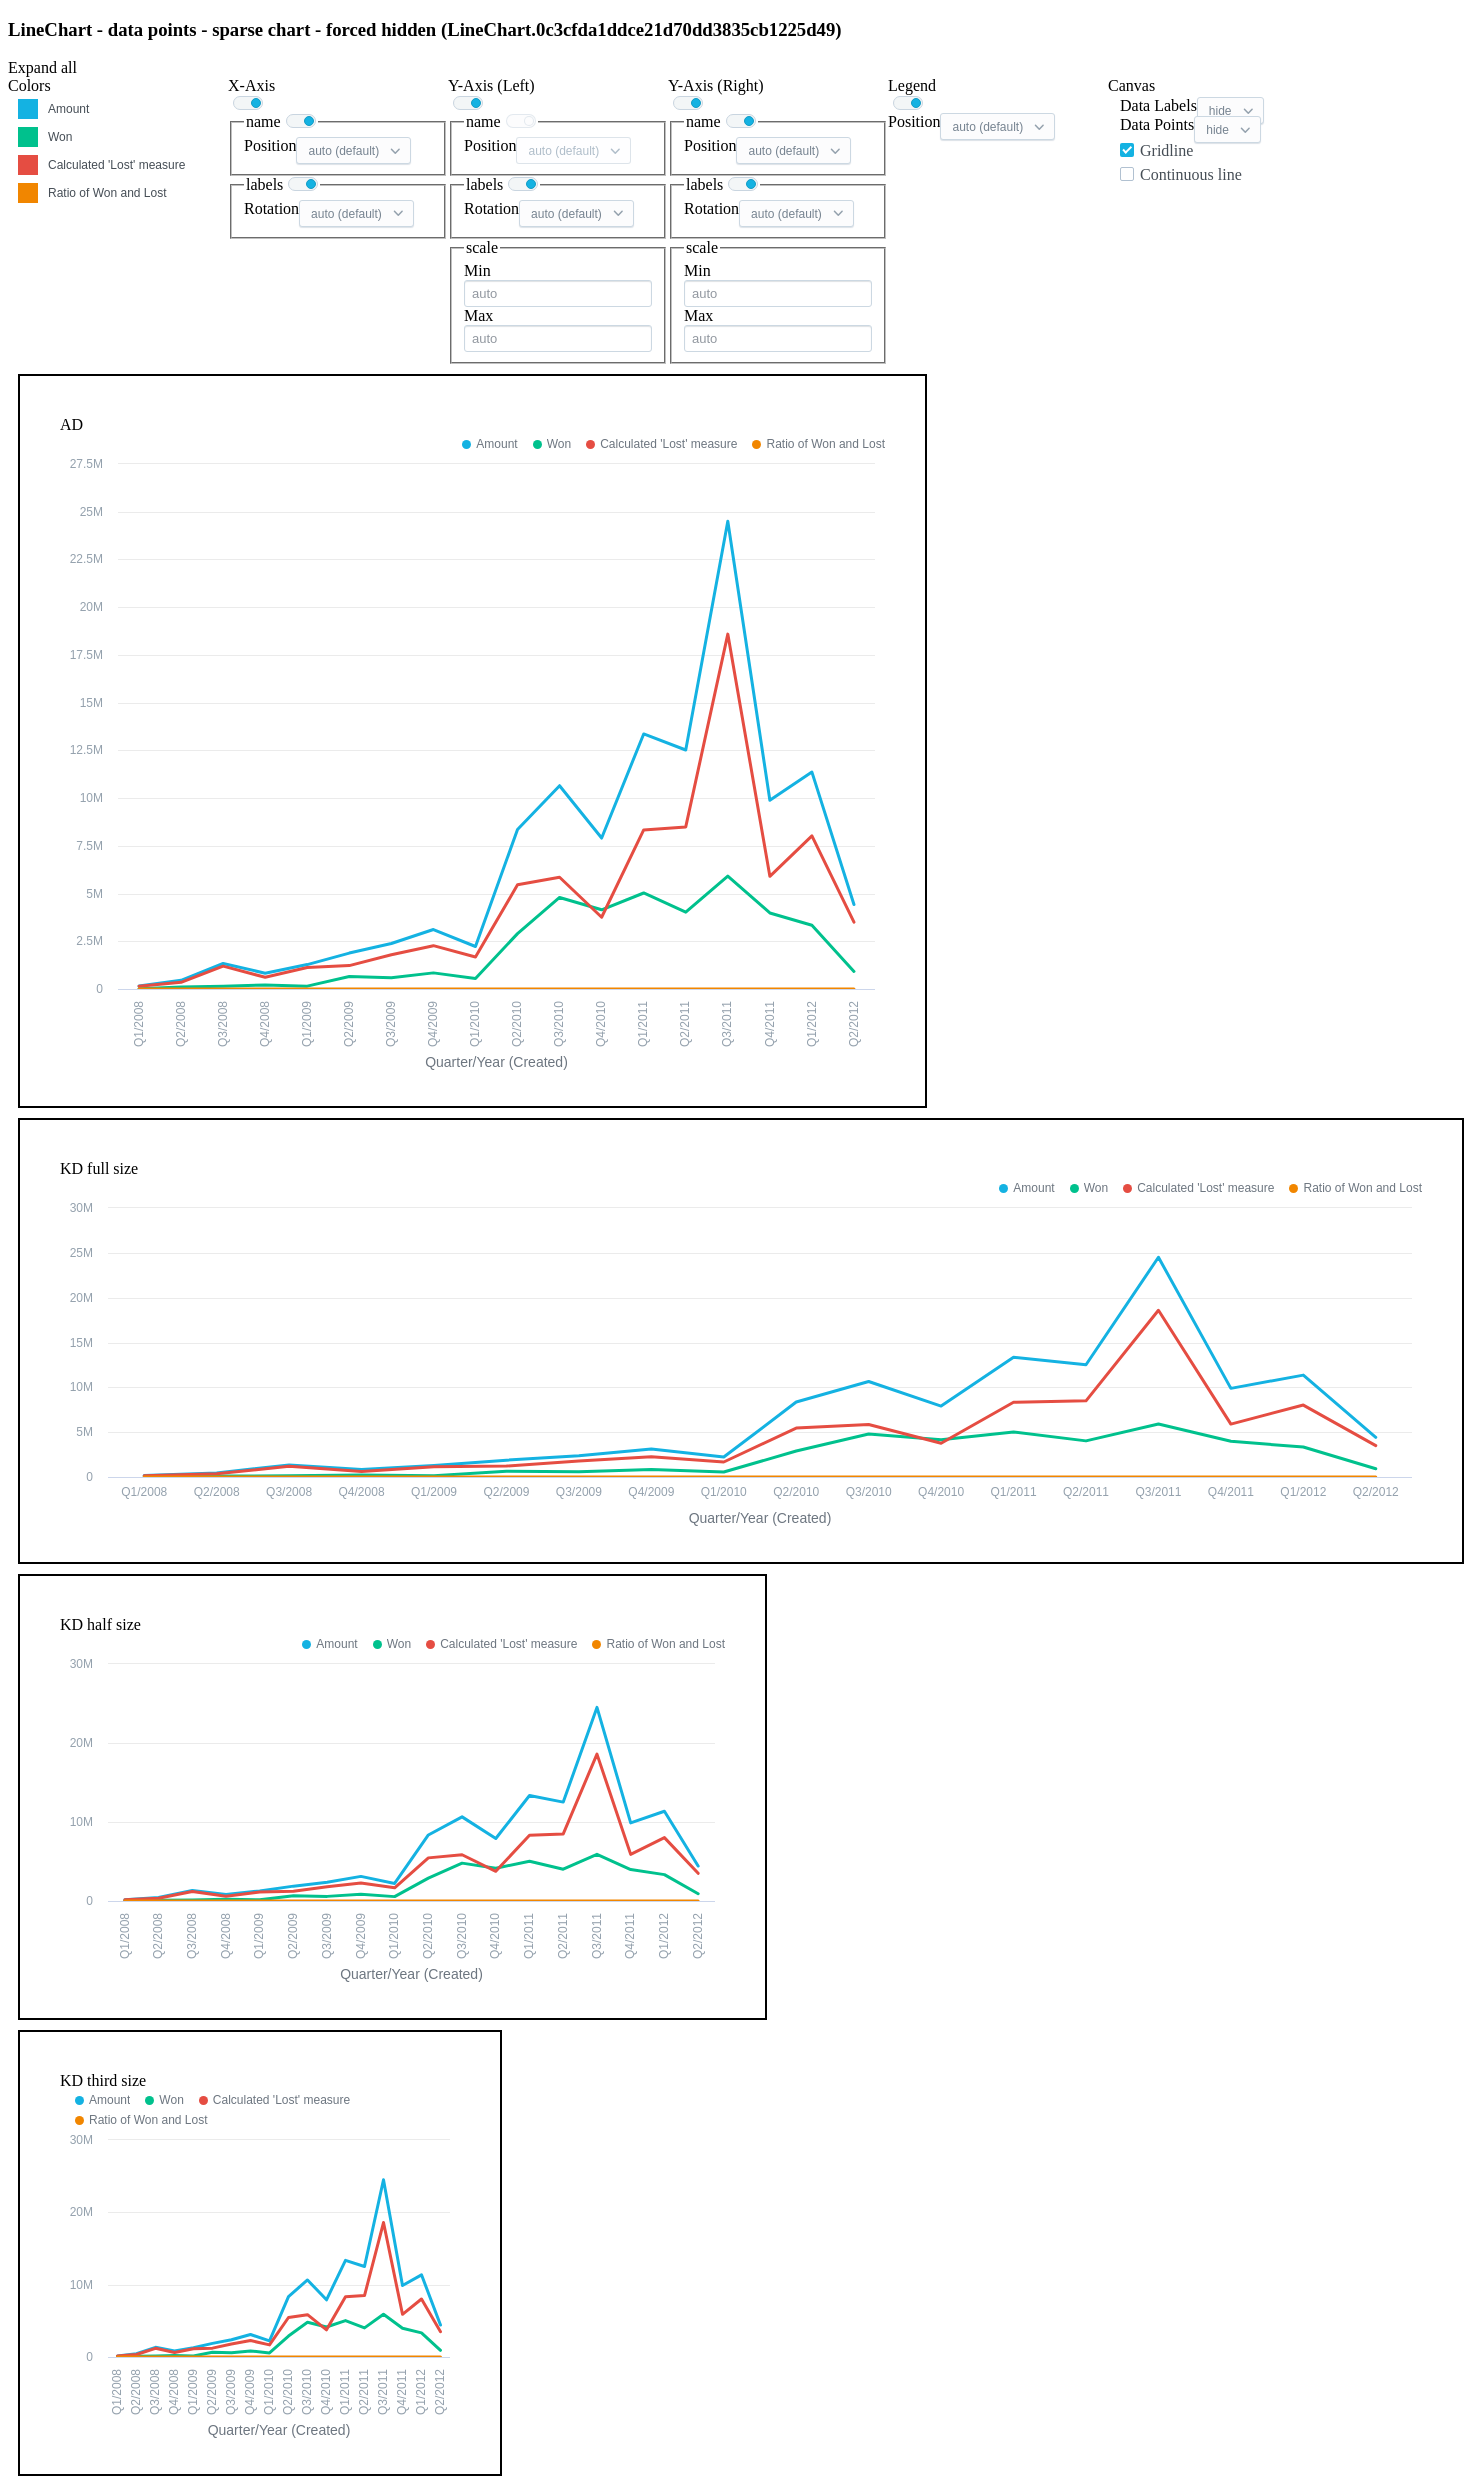 LineChart - data points - sparse chart - forced hidden (LineChart.0c3cfda1ddce21d70dd3835cb1225d49)
Expand all
Colors
Amount
Won
Calculated 'Lost' measure
Ratio of Won and Lost
X-Axis
name
Position auto (default)
labels
Rotation auto (default)
Y-Axis (Left)
name
Position auto (default)
labels
Rotation auto (default)
scale
Min
auto
Max
auto
Y-Axis (Right)
name
Position auto (default)
labels
Rotation auto (default)
scale
Min
auto
Max
auto
Legend
Position auto (default)
Canvas
Data Labels hide
Data Points hide
Gridline
Continuous line
AD
Amount Won Calculated 'Lost' measure Ratio of Won and Lost
27.5M
25M
22.5M
20M
17.5M
15M
12.5M
10M
7.5M
5M
2.5M
0
Q1/2008 Q2/2008 Q3/2008 Q4/2008 Q1/2009 Q2/2009 Q3/2009 Q4/2009 Q1/2010 Q2/2010 Q3/2010 Q4/2010 Q1/2011 Q2/2011 Q3/2011 Q4/2011 Q1/2012 Q2/2012
Quarter/Year (Created)
KD full size
Amount Won Calculated 'Lost' measure Ratio of Won and Lost
30M
25M
20M
15M
10M
5M
0
Q1/2008 Q2/2008 Q3/2008 Q4/2008 Q1/2009 Q2/2009 Q3/2009 Q4/2009 Q1/2010 Q2/2010 Q3/2010 Q4/2010 Q1/2011 Q2/2011 Q3/2011 Q4/2011 Q1/2012 Q2/2012
Quarter/Year (Created)
KD half size
Amount Won Calculated 'Lost' measure Ratio of Won and Lost
30M
20M
10M
0
Q1/2008 Q2/2008 Q3/2008 Q4/2008 Q1/2009 Q2/2009 Q3/2009 Q4/2009 Q1/2010 Q2/2010 Q3/2010 Q4/2010 Q1/2011 Q2/2011 Q3/2011 Q4/2011 Q1/2012 Q2/2012
Quarter/Year (Created)
KD third size
Amount Won Calculated 'Lost' measure
Ratio of Won and Lost
30M
20M
10M
0
Q1/2008 Q2/2008 Q3/2008 Q4/2008 Q1/2009 Q2/2009 Q3/2009 Q4/2009 Q1/2010 Q2/2010 Q3/2010 Q4/2010 Q1/2011 Q2/2011 Q3/2011 Q4/2011 Q1/2012 Q2/2012
Quarter/Year (Created)